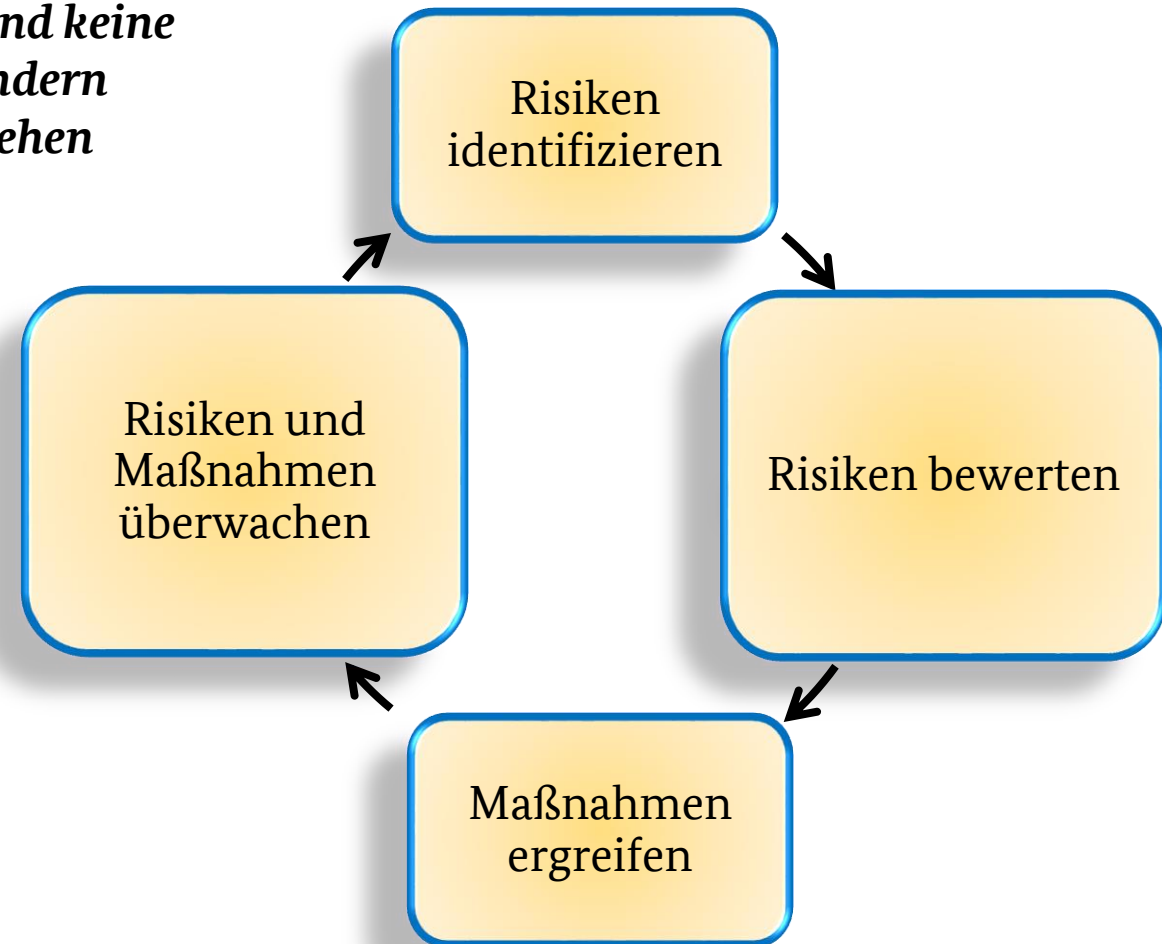 nd keine
ndern
ehen
Risiken
identifizieren
Risiken bewerten
Maßnahmen
ergreifen
Risiken und
Maßnahmen
überwachen